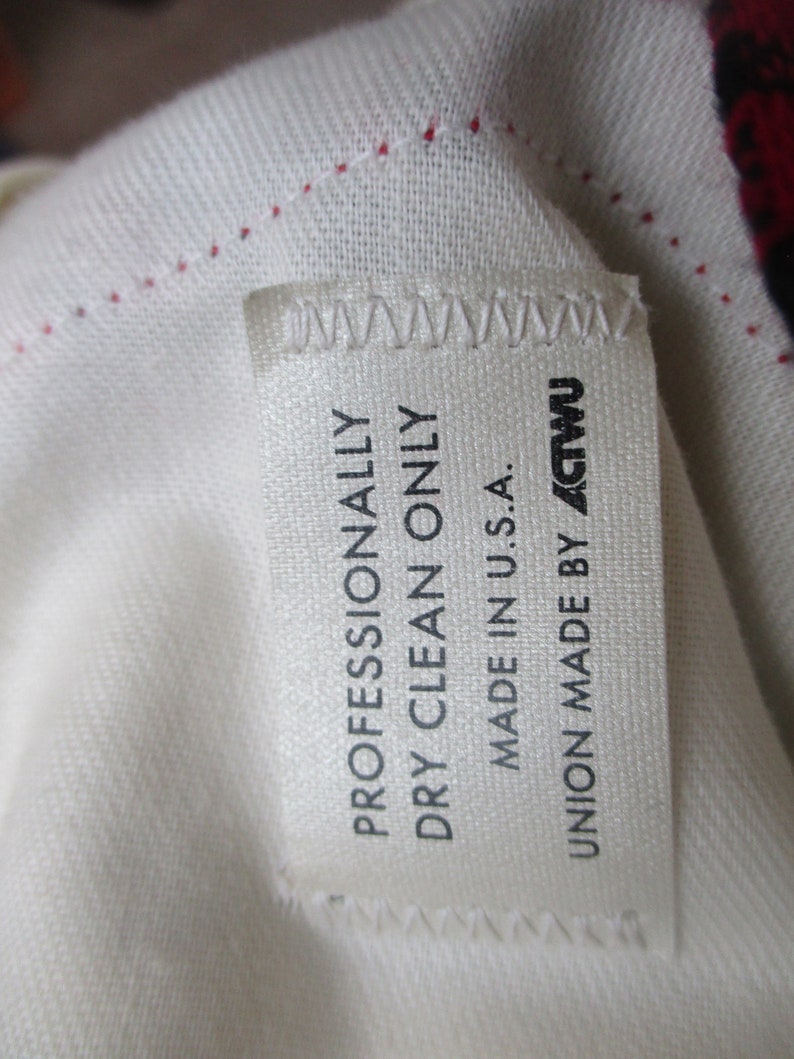 PROFESSIONALLY
DRY CLEAN ONLY
MADE IN U.S.A.
UNION MADE BY ACTWU